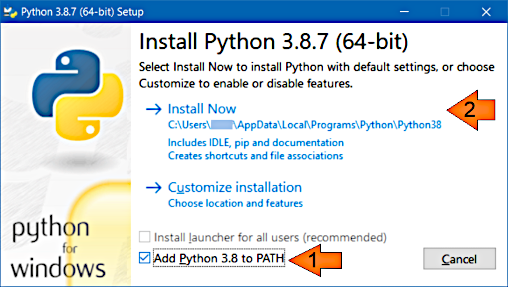 Python 3.8.7 (64-bit) Setup
Install Python 3.8.7 (64-bit)
Select Install Now to install Python with default settings, or choose
Customize to enable or disable features.
Install Now
C:\Users\ \AppData\Local\Programs\Python\Python38
Includes IDLE, pip and documentation
Creates shortcuts and file associations
2
Customize installation
Choose location and features
Install launcher for all users (recommended)
Add Python 3.8 to PATH
1
Cancel
python
for
windows